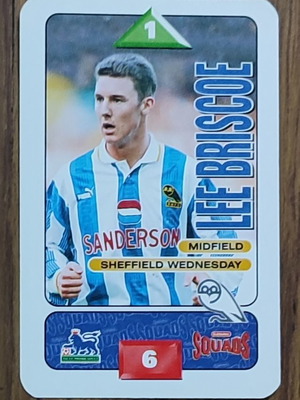 1
LEE BRISCOE
SANDERSON
MIDFIELD
SHEFFIELD WEDNESDAY
SQUADS
6